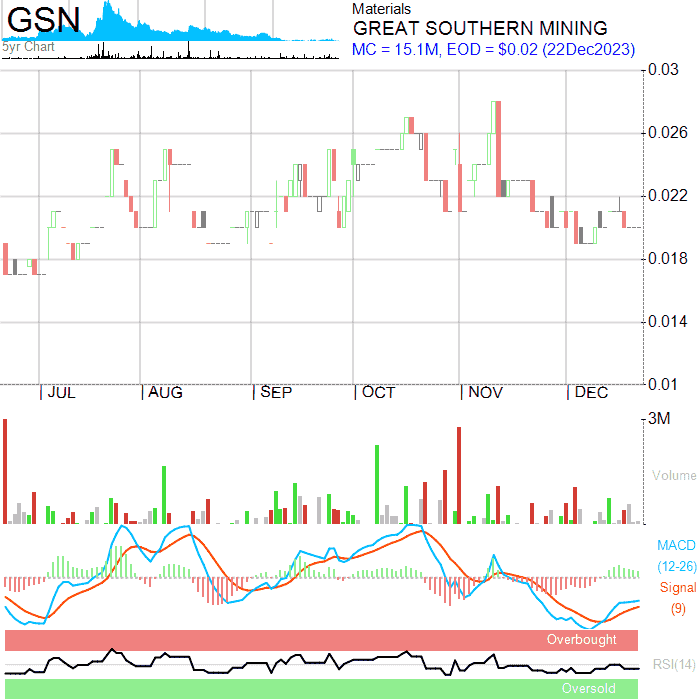 GSN
5yr Chart
Materials
GREAT SOUTHERN MINING
MC = 15.1M, EOD = $0.02 (22Dec2023)
0.03
0.026
0.022
0.018
0.014
0.01
JUL AUG SEP OCT NOV DEC
3M
Volume
MACD
(12-26)
Signal
(9)
Overbought
RSI(14)
Oversold